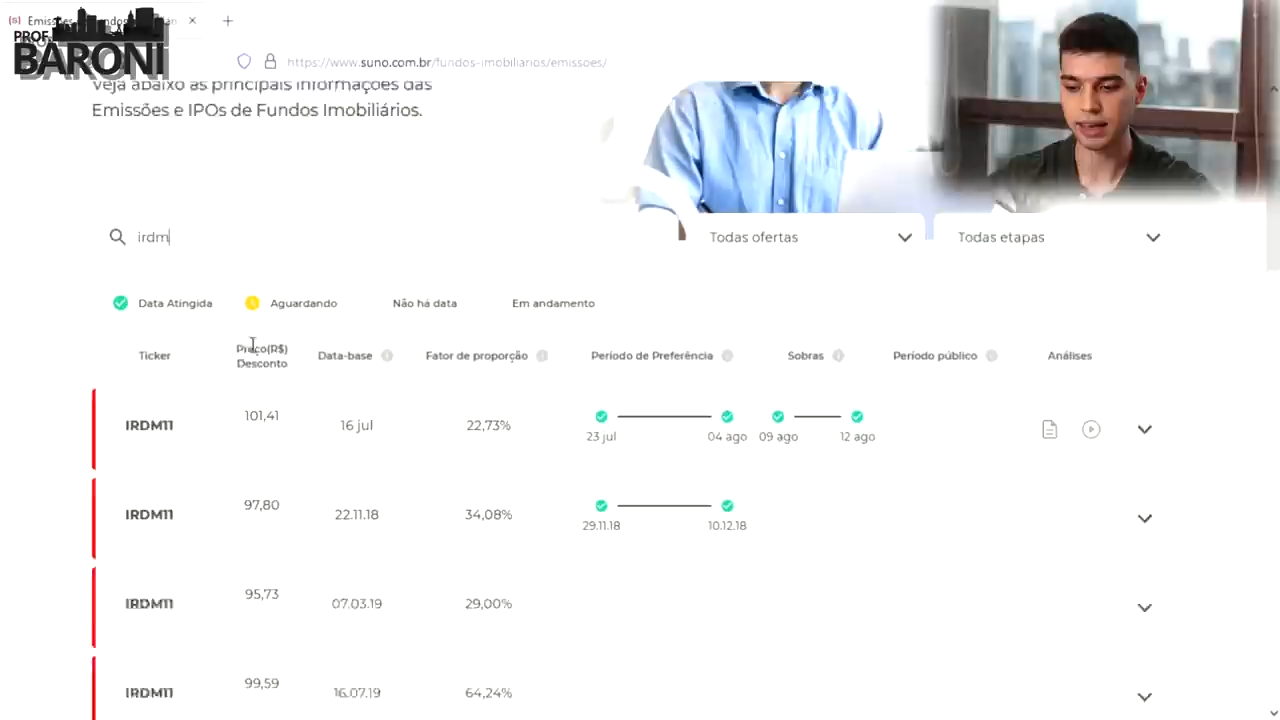 PROF.
BARONI
https://www.suno.com.br/fundos-imobiliarios/emissoes/
Veja abaixo as principais informações das
Emissões e IPOs de Fundos Imobiliários.
irdm
Todas ofertas
Todas etapas
Data Atingida
Aguardando
Não há data
Em andamento
Ticker
Preço(R$)
Desconto
Data-base
Fator de proporção
Período de Preferência
Sobras
Período público
Análises
IRDM11
101,41
16 jul
22,73%
23 jul
04 ago
09 ago
12 ago
IRDM11
97,80
22.11.18
34,08%
29.11.18
10.12.18
IRDM11
95,73
07.03.19
29,00%
IRDM11
99,59
16.07.19
64,24%